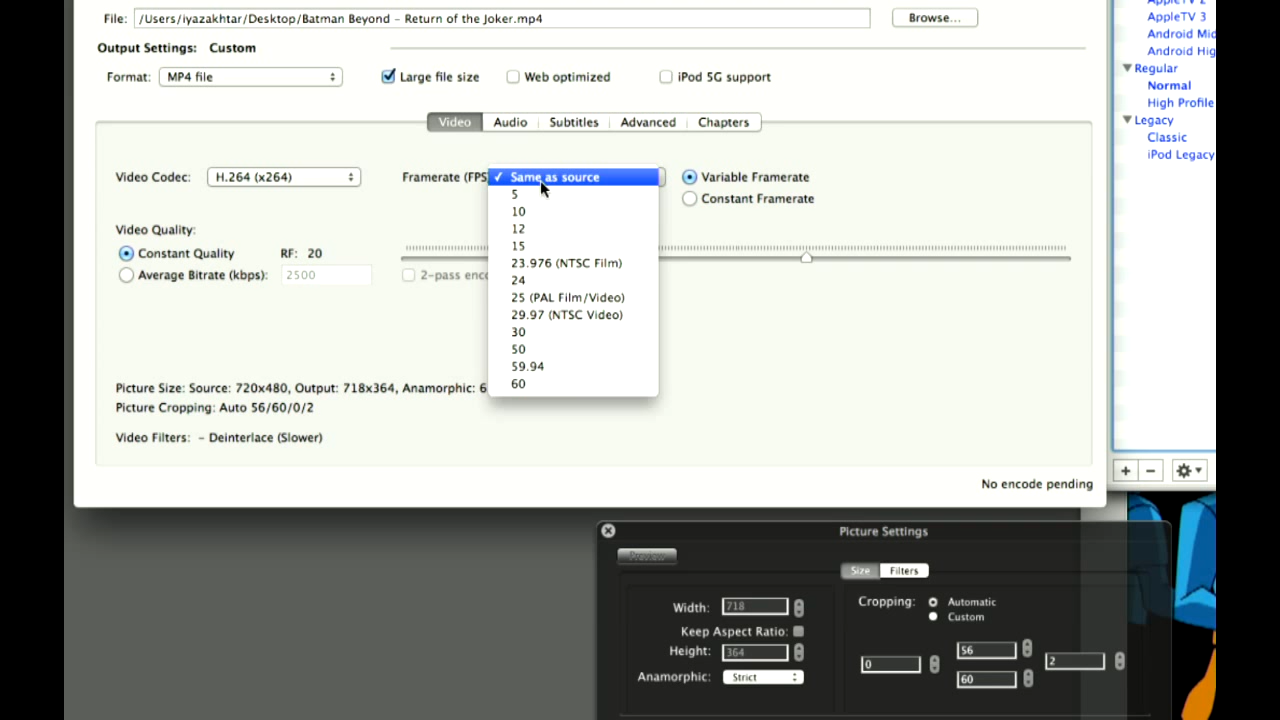 File: /Users/iyazakhtar/Desktop/Batman Beyond - Return of the Joker.mp4 Browse...
Output Settings: Custom
Format: MP4 file Large file size Web optimized iPod 5G support
Video Audio Subtitles Advanced Chapters
Video Codec: H.264 (x264) Framerate (FPS ✓ Same as source Variable Framerate
5 Constant Framerate
10
12
15
23.976 (NTSC Film)
24
25 (PAL Film/Video)
29.97 (NTSC Video)
30
50
59.94
60
Video Quality:
Constant Quality RF: 20
Average Bitrate (kbps): 2500 2-pass enc
Picture Size: Source: 720x480, Output: 718x364, Anamorphic: 6
Picture Cropping: Auto 56/60/0/2
Video Filters: - Deinterlace (Slower)
No encode pending
AppleTV 2
AppleTV 3
Android Mid
Android Hig
Regular
Normal
High Profile
Legacy
Classic
iPod Legacy
+ -
Picture Settings
Preview
Size Filters
Width: 718
Keep Aspect Ratio:
Height: 364
Anamorphic: Strict
Cropping: Automatic
Custom
56
0 2
60